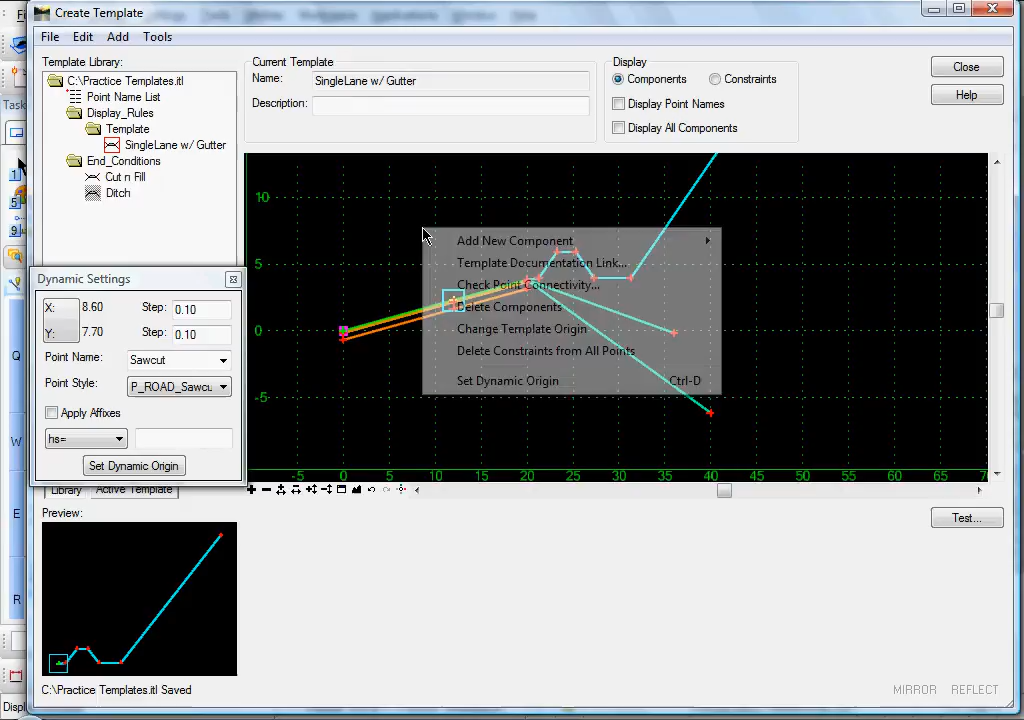 Create Template
File Edit Add Tools
Template Library:
C:\Practice Templates.itl
Point Name List
Display_Rules
Template
SingleLane w/ Gutter
End_Conditions
Cut n Fill
Ditch
Current Template
Name: SingleLane w/ Gutter
Description:
Display
Components Constraints
Display Point Names
Display All Components
Close
Help
10
5
0
-5
-5 0 5 10 15 20 25 30 35 40 45 50 55 60 65
Add New Component
Template Documentation Link...
Check Point Connectivity...
Delete Components
Change Template Origin
Delete Constraints from All Points
Set Dynamic Origin Ctrl-D
Dynamic Settings
X: 8.60 Step: 0.10
Y: 7.70 Step: 0.10
Point Name: Sawcut
Point Style: P_ROAD_Sawcu
Apply Affixes
hs=
Set Dynamic Origin
Library Active Template
Preview:
Test...
C:\Practice Templates.itl Saved
MIRROR REFLECT
Task
Q
W
E
R
Displ